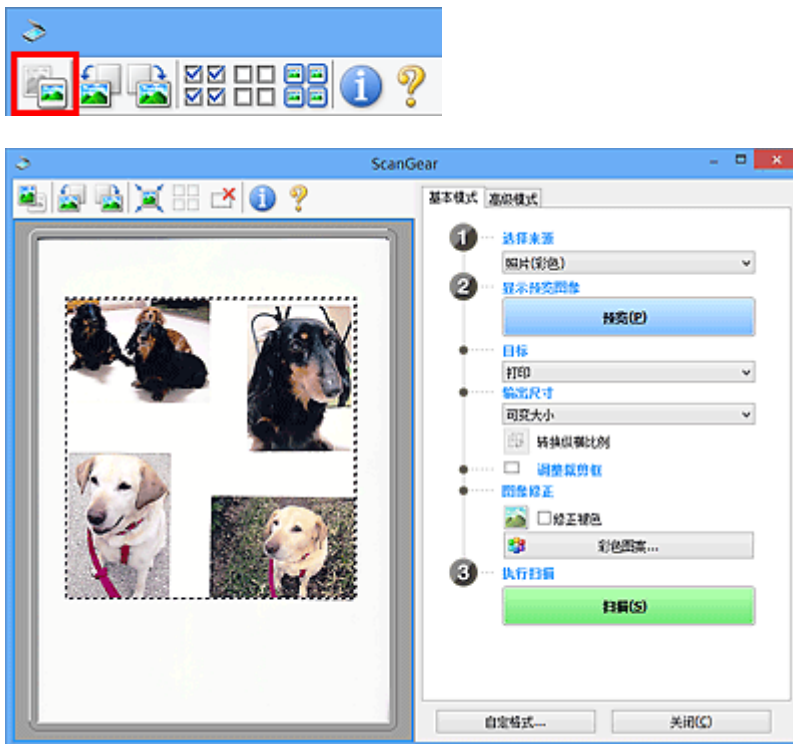 ScanGear
基本模式 高级模式
1 选择来源
照片(彩色)
2 显示预览图像
预览(P)
目标
打印
输出尺寸
可变大小
转换纵横比例
调整裁剪框
图像修正
修正褪色
彩色图案...
3 执行扫描
扫描(S)
自定格式... 关闭(C)